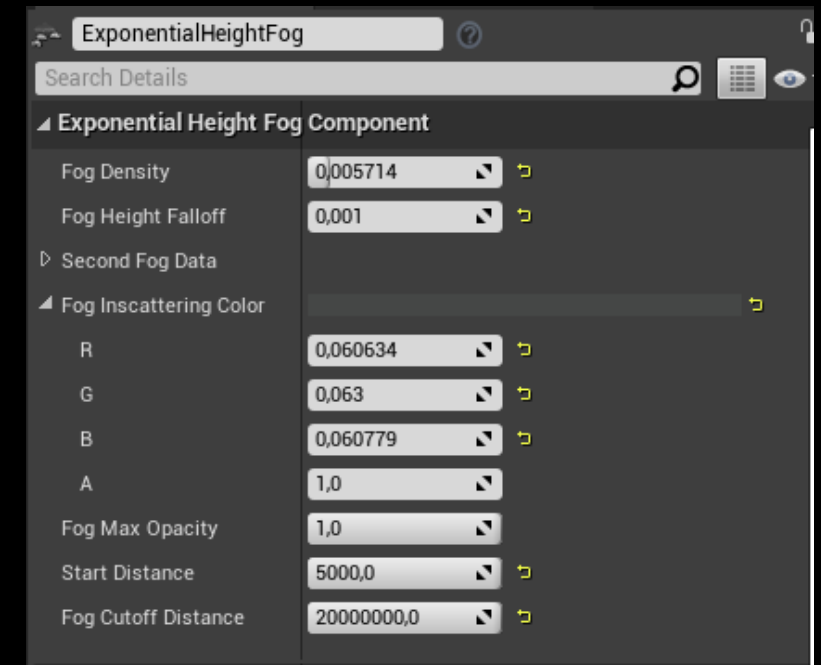 ExponentialHeightFog
Search Details
Exponential Height Fog Component
Fog Density 0,005714
Fog Height Falloff 0,001
Second Fog Data
Fog Inscattering Color
R 0,060634
G 0,063
B 0,060779
A 1,0
Fog Max Opacity 1,0
Start Distance 5000,0
Fog Cutoff Distance 20000000,0